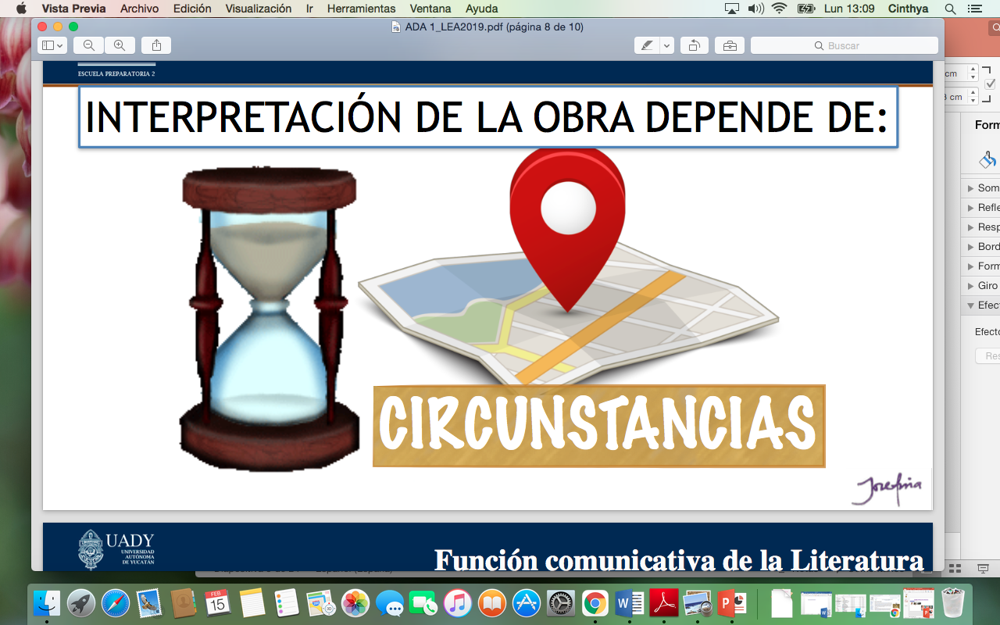 Vista Previa Archivo Edición Visualización Ir Herramientas Ventana Ayuda Lun 13:09 Cinthya
ADA 1_LEA2019.pdf (página 8 de 10)
Buscar
ESCUELA PREPARATORIA 2
INTERPRETACIÓN DE LA OBRA DEPENDE DE:
CIRCUNSTANCIAS
Josefina
UADY
UNIVERSIDAD
AUTÓNOMA
DE YUCATÁN
Función comunicativa de la Literatura
cm
cm
Form
Som
Refle
Resp
Bord
Form
Giro
Efect
Efecto
Res
FEB
15